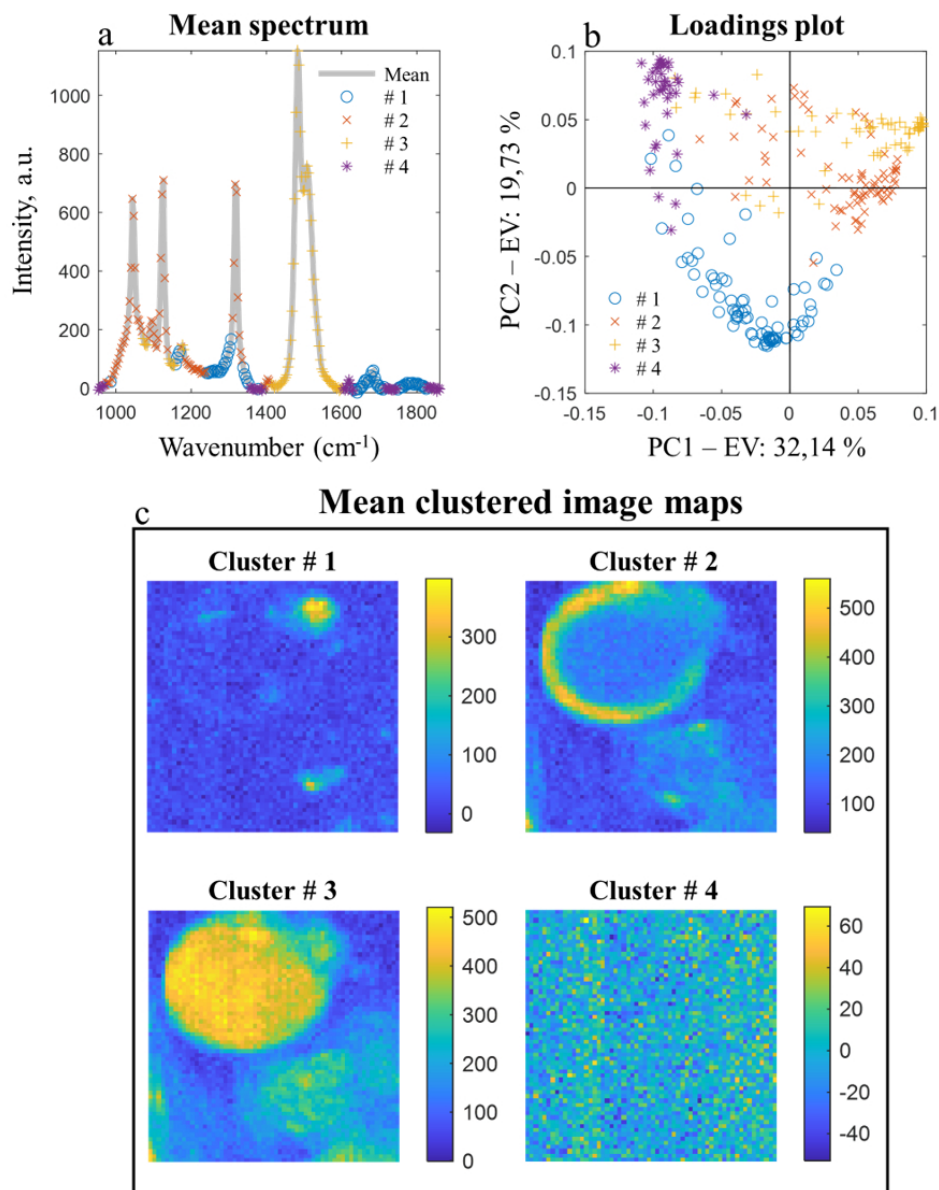 Mean spectrum
a
Intensity, a.u.
1000
800
600
400
200
0
1000 1200 1400 1600 1800
Wavenumber (cm-1)
Mean
# 1
# 2
# 3
# 4
Loadings plot
b
PC2 – EV: 19,73 %
0.1
0.05
0
-0.05
-0.1
-0.15
-0.15 -0.1 -0.05 0 0.05 0.1
PC1 – EV: 32,14 %
# 1
# 2
# 3
# 4
Mean clustered image maps
c
Cluster # 1
300
200
100
0
Cluster # 2
500
400
300
200
100
Cluster # 3
500
400
300
200
100
0
Cluster # 4
60
40
20
0
-20
-40